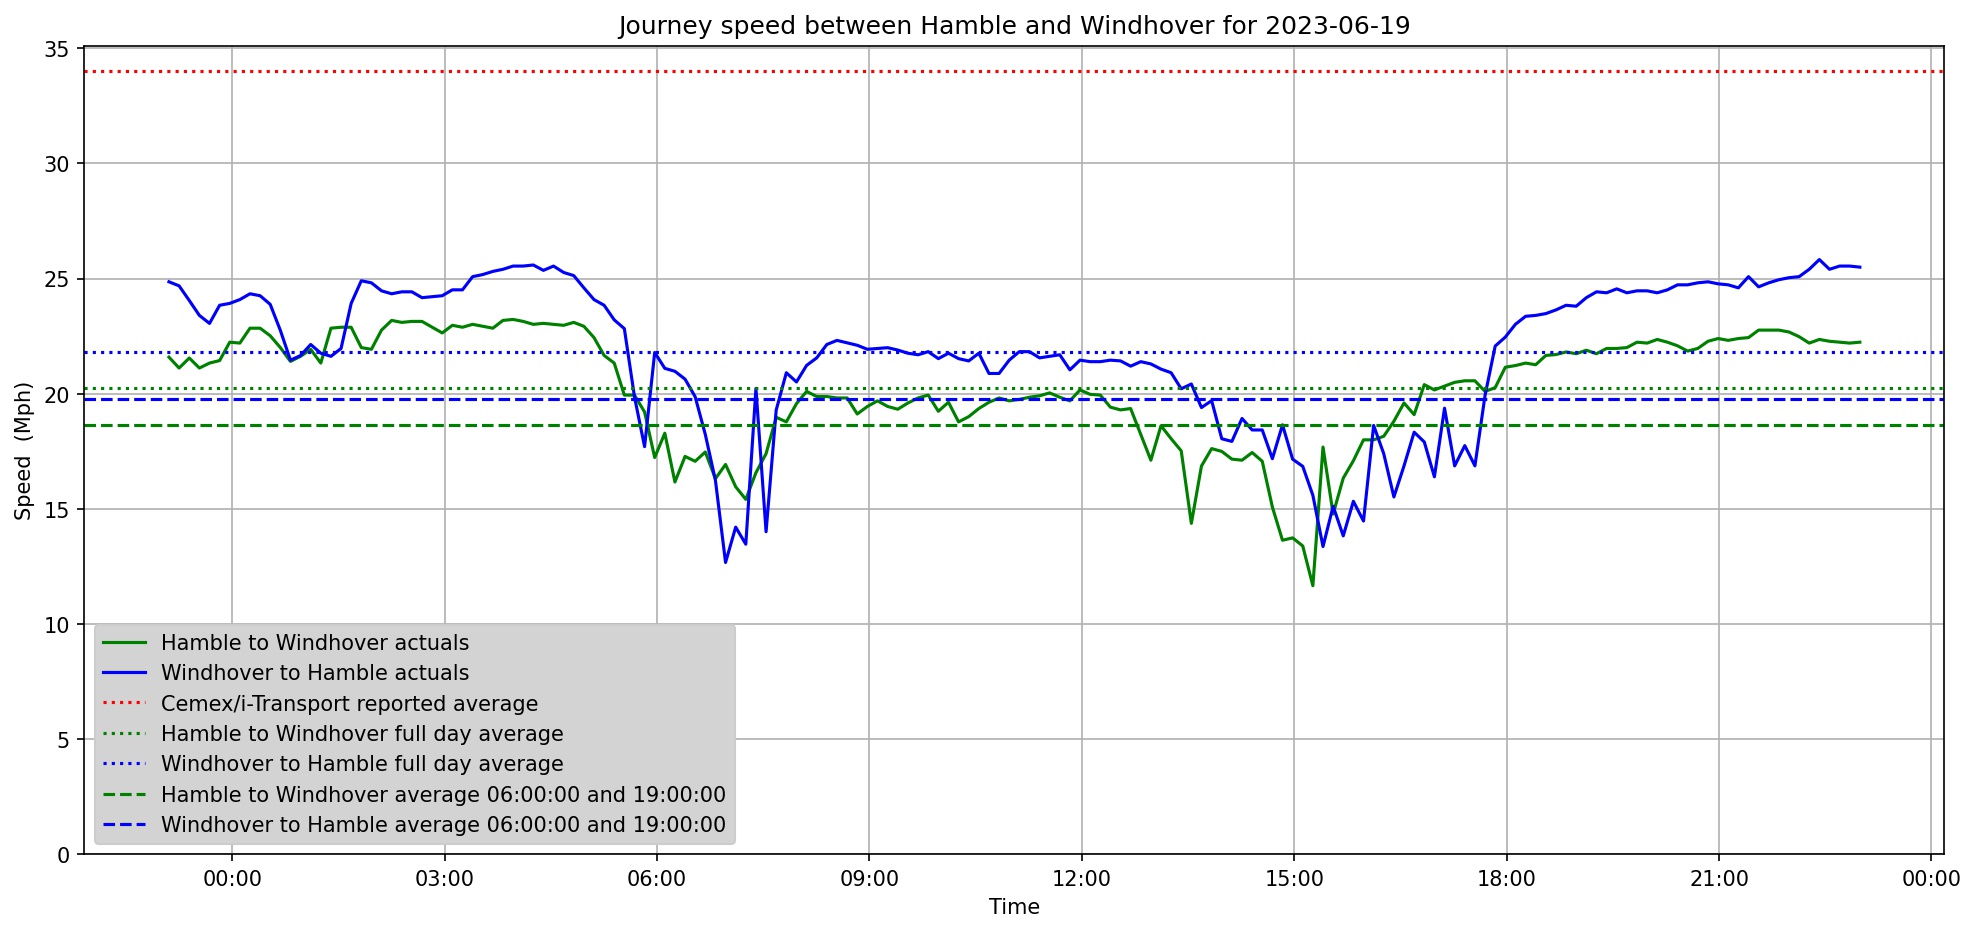 Journey speed between Hamble and Windhover for 2023-06-19
35
30
25
20
15
10
5
0
Speed (Mph)
Hamble to Windhover actuals
Windhover to Hamble actuals
Cemex/i-Transport reported average
Hamble to Windhover full day average
Windhover to Hamble full day average
Hamble to Windhover average 06:00:00 and 19:00:00
Windhover to Hamble average 06:00:00 and 19:00:00
00:00 03:00 06:00 09:00 12:00 15:00 18:00 21:00 00:00
Time